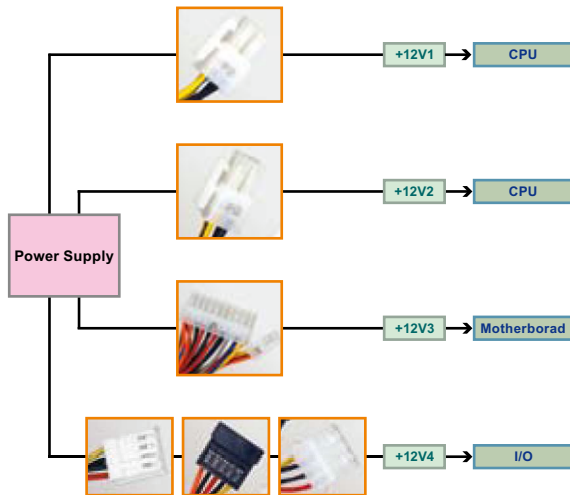 +12V1
CPU
+12V2
CPU
Power Supply
+12V3
Motherborad
+12V4
I/O